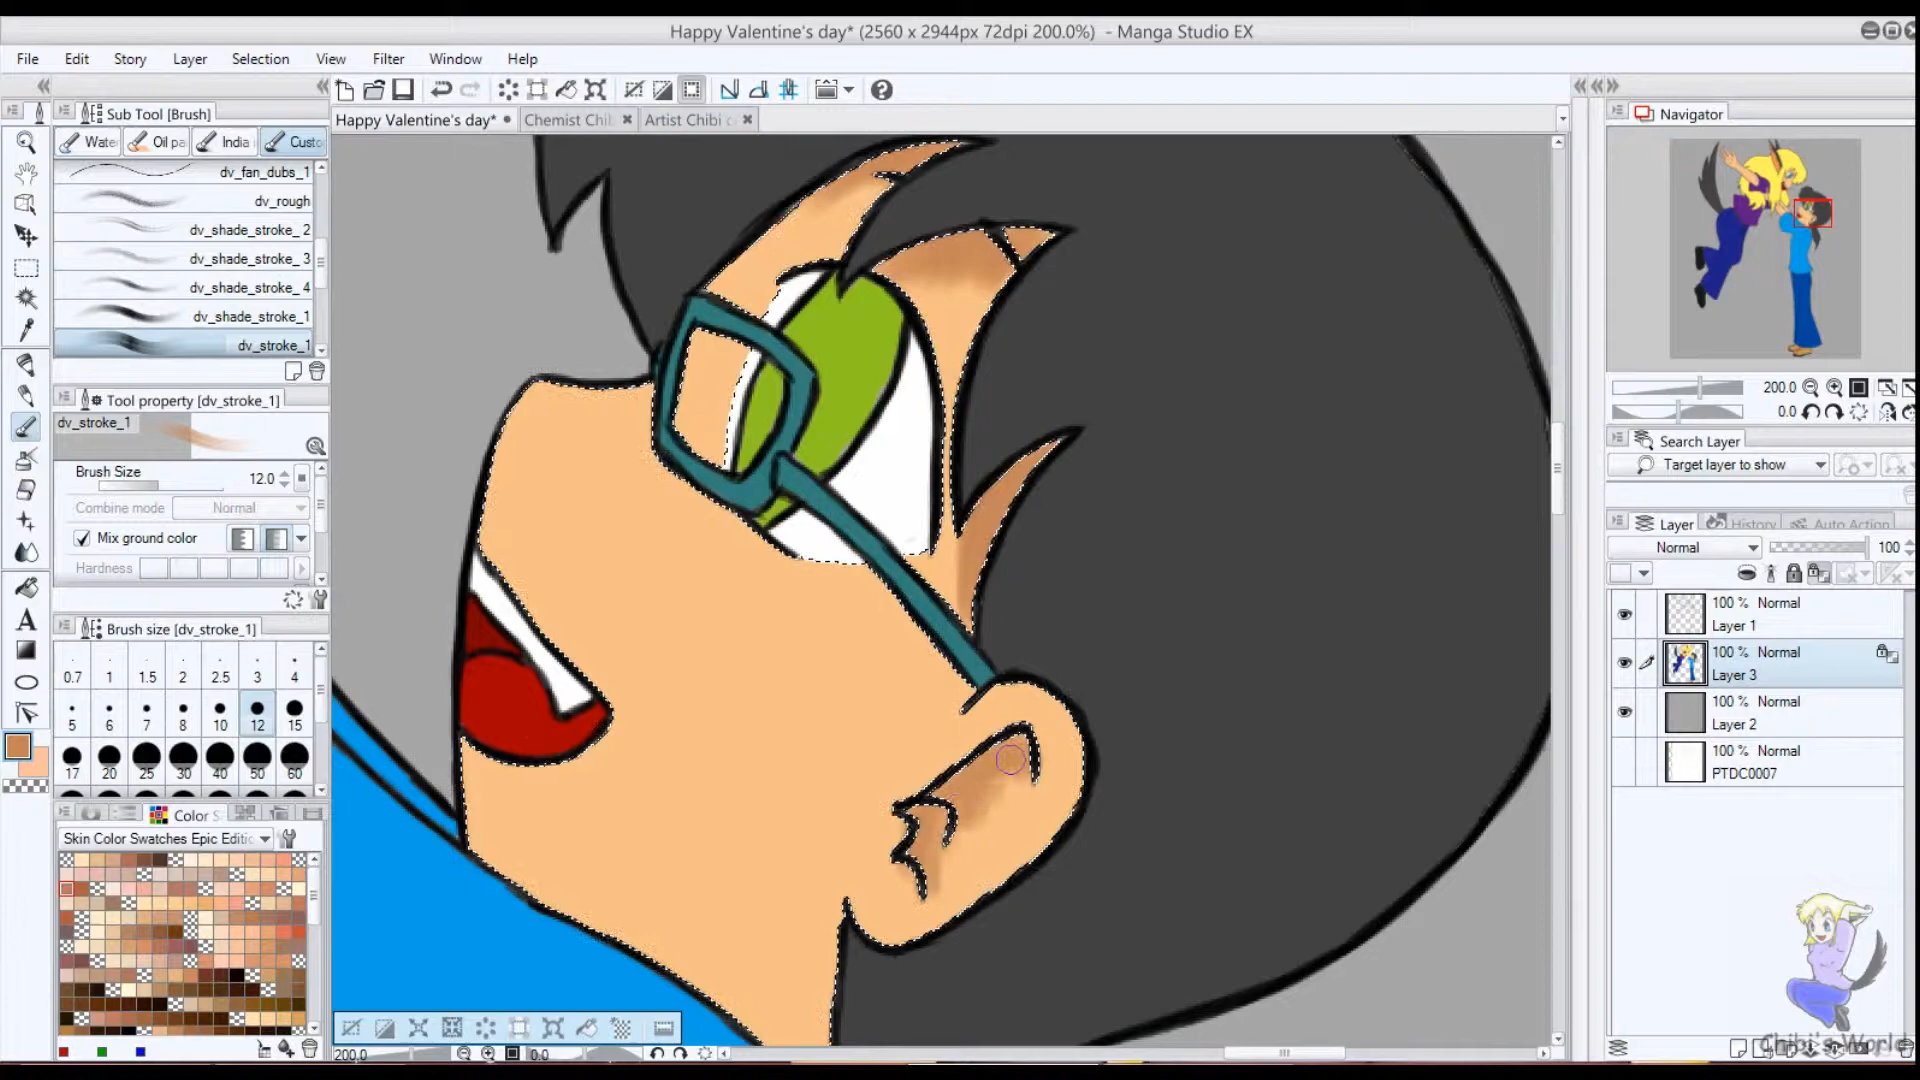 Happy Valentine's day* (2560 x 2944px 72dpi 200.0%) - Manga Studio EX
File Edit Story Layer Selection View Filter Window Help
Sub Tool [Brush]
Wate Oil pa India Custo
dv_fan_dubs_1
dv_rough
dv_shade_stroke_2
dv_shade_stroke_3
dv_shade_stroke_4
dv_shade_stroke_1
dv_stroke_1
Tool property [dv_stroke_1]
dv_stroke_1
Brush Size 12.0
Combine mode Normal
Mix ground color
Hardness
Brush size [dv_stroke_1]
0.7 1 1.5 2 2.5 3 4
5 6 7 8 10 12 15
17 20 25 30 40 50 60
Color S
Skin Color Swatches Epic Editic
Happy Valentine's day* Chemist Chib Artist Chibi
200.0 0.0
Navigator
200.0
0.0
Search Layer
Target layer to show
Layer History Auto Action
Normal 100
100 % Normal
Layer 1
100 % Normal
Layer 3
100 % Normal
Layer 2
100 % Normal
PTDC0007
Chibi's World